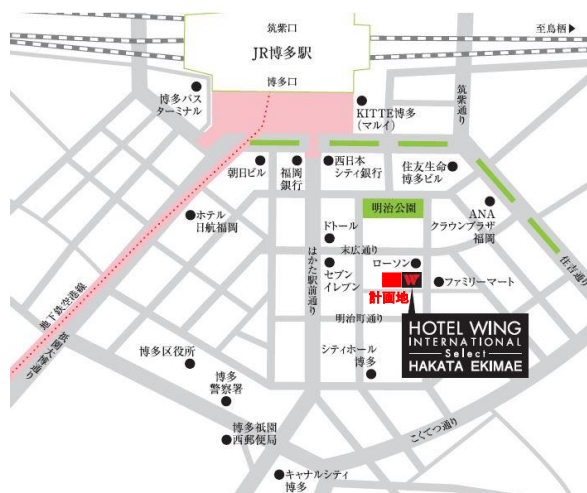 筑紫口
JR博多駅
博多口
至鳥栖▶
博多バス
ターミナル
KITTE博多
(マルイ)
筑紫通り
朝日ビル
福岡
銀行
西日本
シティ銀行
住友生命
博多ビル
ホテル
日航福岡
明治公園
ANA
クラウンプラザ
福岡
ドトール
末広通り
はかた駅前通り
セブン
イレブン
ローソン
ファミリーマート
住吉通り
W
計画地
地下鉄空港線
祇園大博通り
明治町通り
HOTEL WING
INTERNATIONAL
Select
HAKATA EKIMAE
博多区役所
シティホール
博多
博多
警察署
博多祇園
西郵便局
こくてつ通り
キャナルシティ
博多